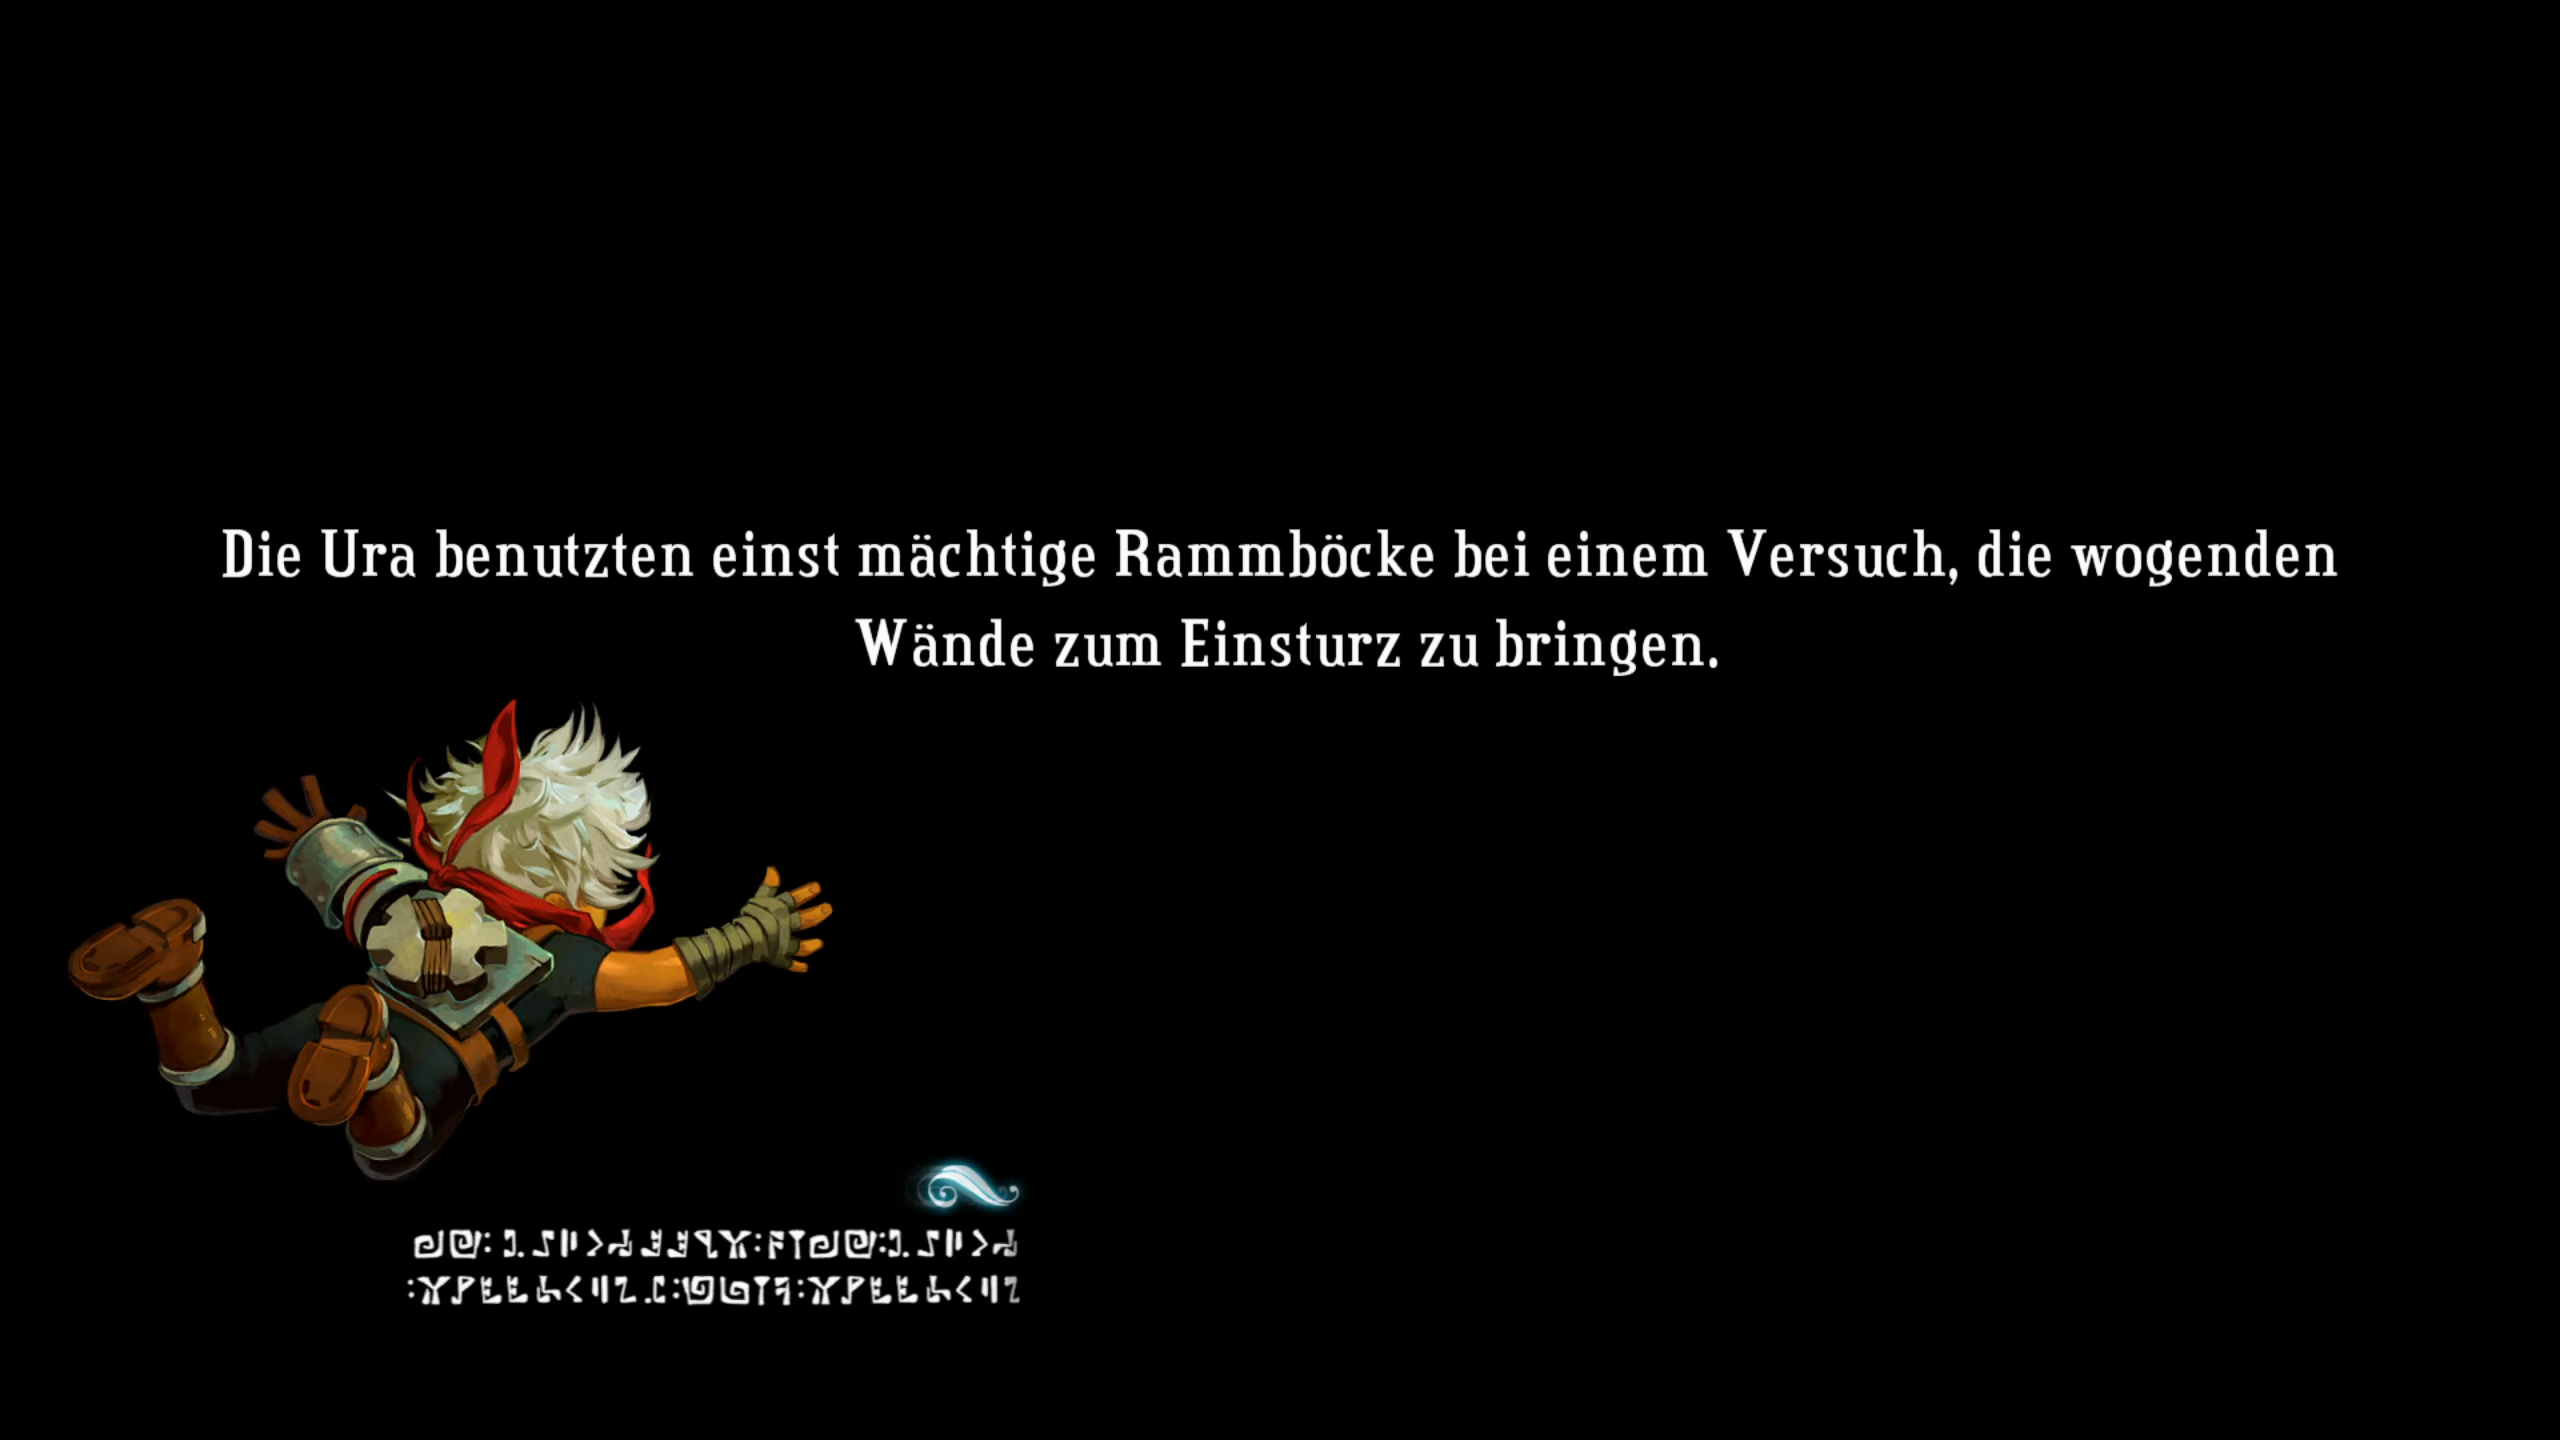 Die Ura benutzten einst mächtige Rammböcke bei einem Versuch, die wogenden
Wände zum Einsturz zu bringen.